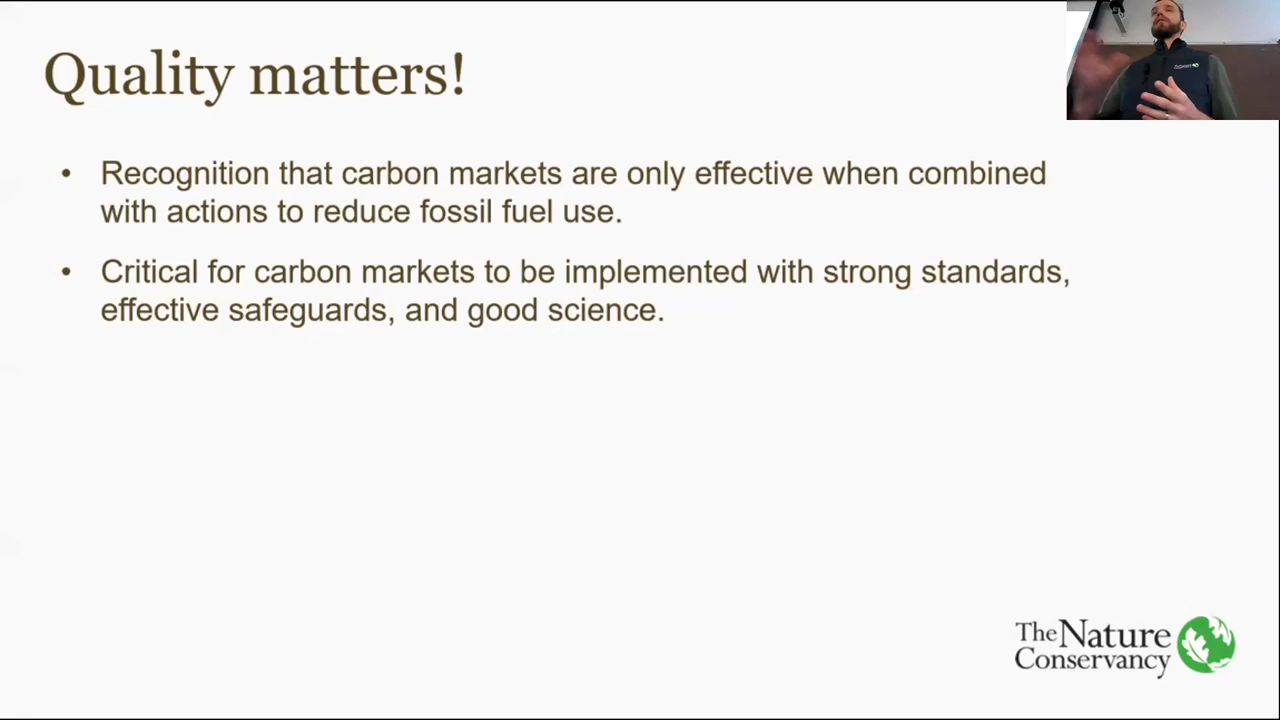 Quality matters!
• Recognition that carbon markets are only effective when combined
with actions to reduce fossil fuel use.
• Critical for carbon markets to be implemented with strong standards,
effective safeguards, and good science.
The Nature
Conservancy